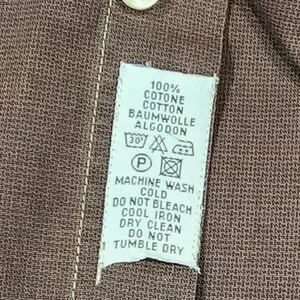 100%
COTONE
COTTON
BAUMWOLLE
ALGODON
30°
P
MACHINE WASH
COLD
DO NOT BLEACH
COOL IRON
DRY CLEAN
DO NOT
TUMBLE DRY